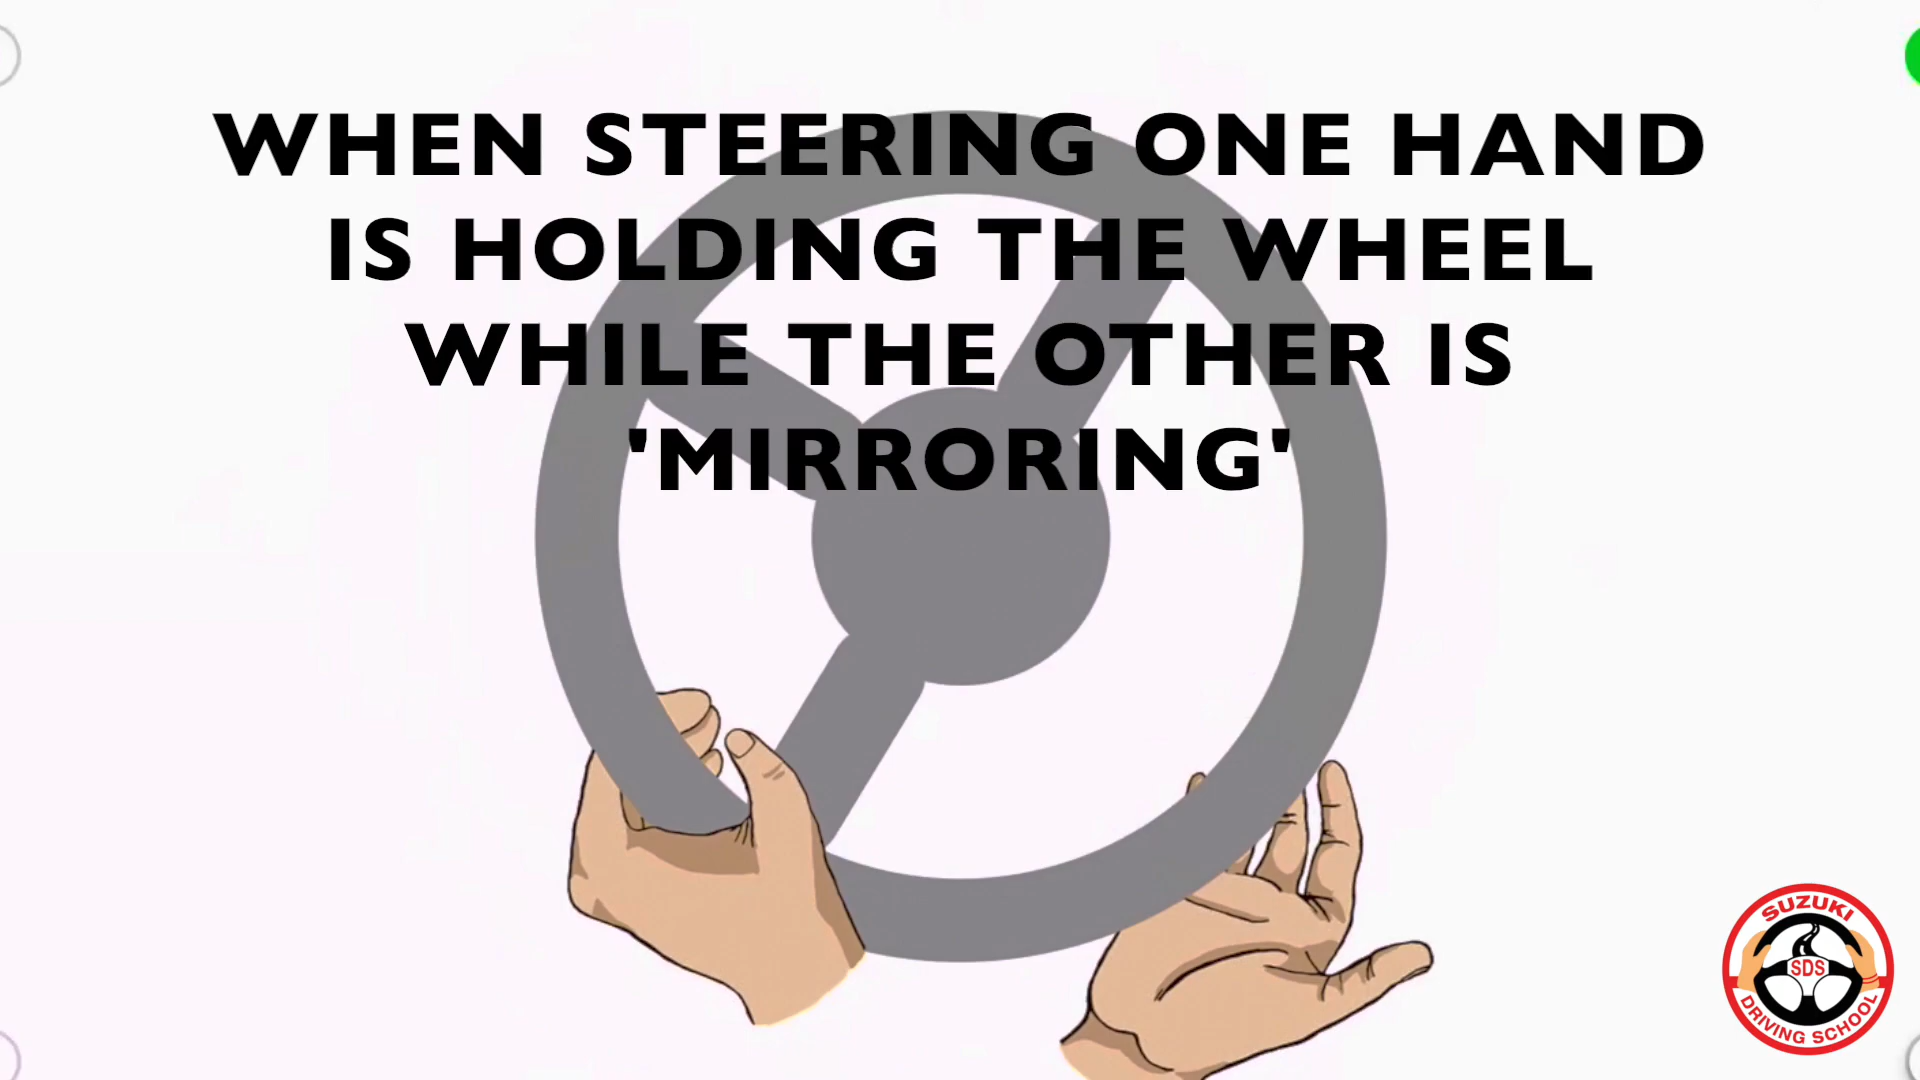 WHEN STEERING ONE HAND
IS HOLDING THE WHEEL
WHILE THE OTHER IS
'MIRRORING'
SUZUKI
SDS
DRIVING SCHOOL